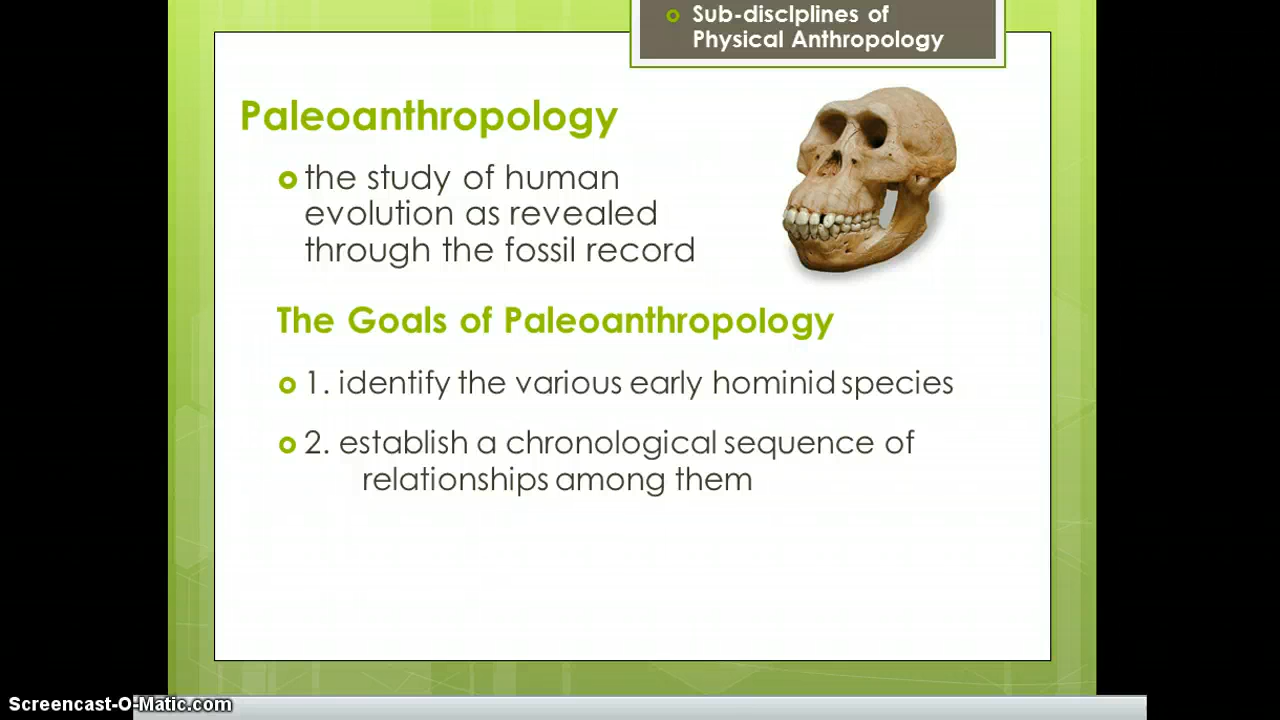 Sub-disciplines of
Physical Anthropology
Paleoanthropology
the study of human
evolution as revealed
through the fossil record
The Goals of Paleoanthropology
1. identify the various early hominid species
2. establish a chronological sequence of
relationships among them
Screencast-O-Matic.com